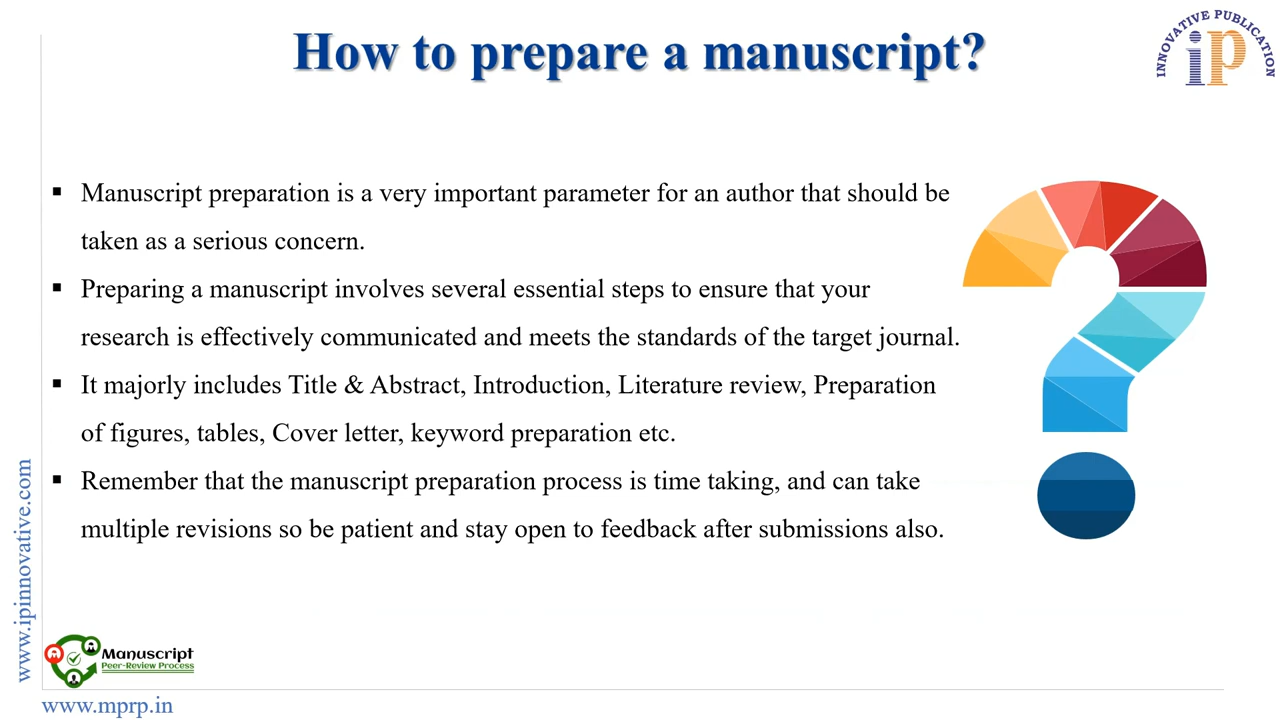 How to prepare a manuscript?
INNOVATIVE PUBLICATION
ip
▪ Manuscript preparation is a very important parameter for an author that should be
taken as a serious concern.
▪ Preparing a manuscript involves several essential steps to ensure that your
research is effectively communicated and meets the standards of the target journal.
▪ It majorly includes Title & Abstract, Introduction, Literature review, Preparation
of figures, tables, Cover letter, keyword preparation etc.
▪ Remember that the manuscript preparation process is time taking, and can take
multiple revisions so be patient and stay open to feedback after submissions also.
www.ipinnovative.com
Manuscript
Peer-Review Process
www.mprp.in